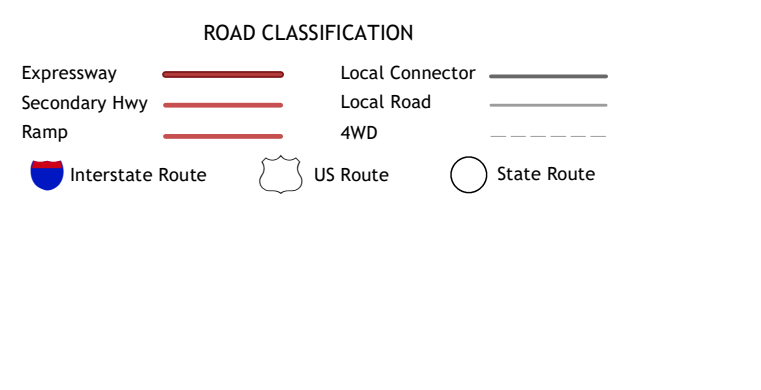 ROAD CLASSIFICATION
Expressway
Local Connector
Secondary Hwy
Local Road
Ramp
4WD
Interstate Route
US Route
State Route